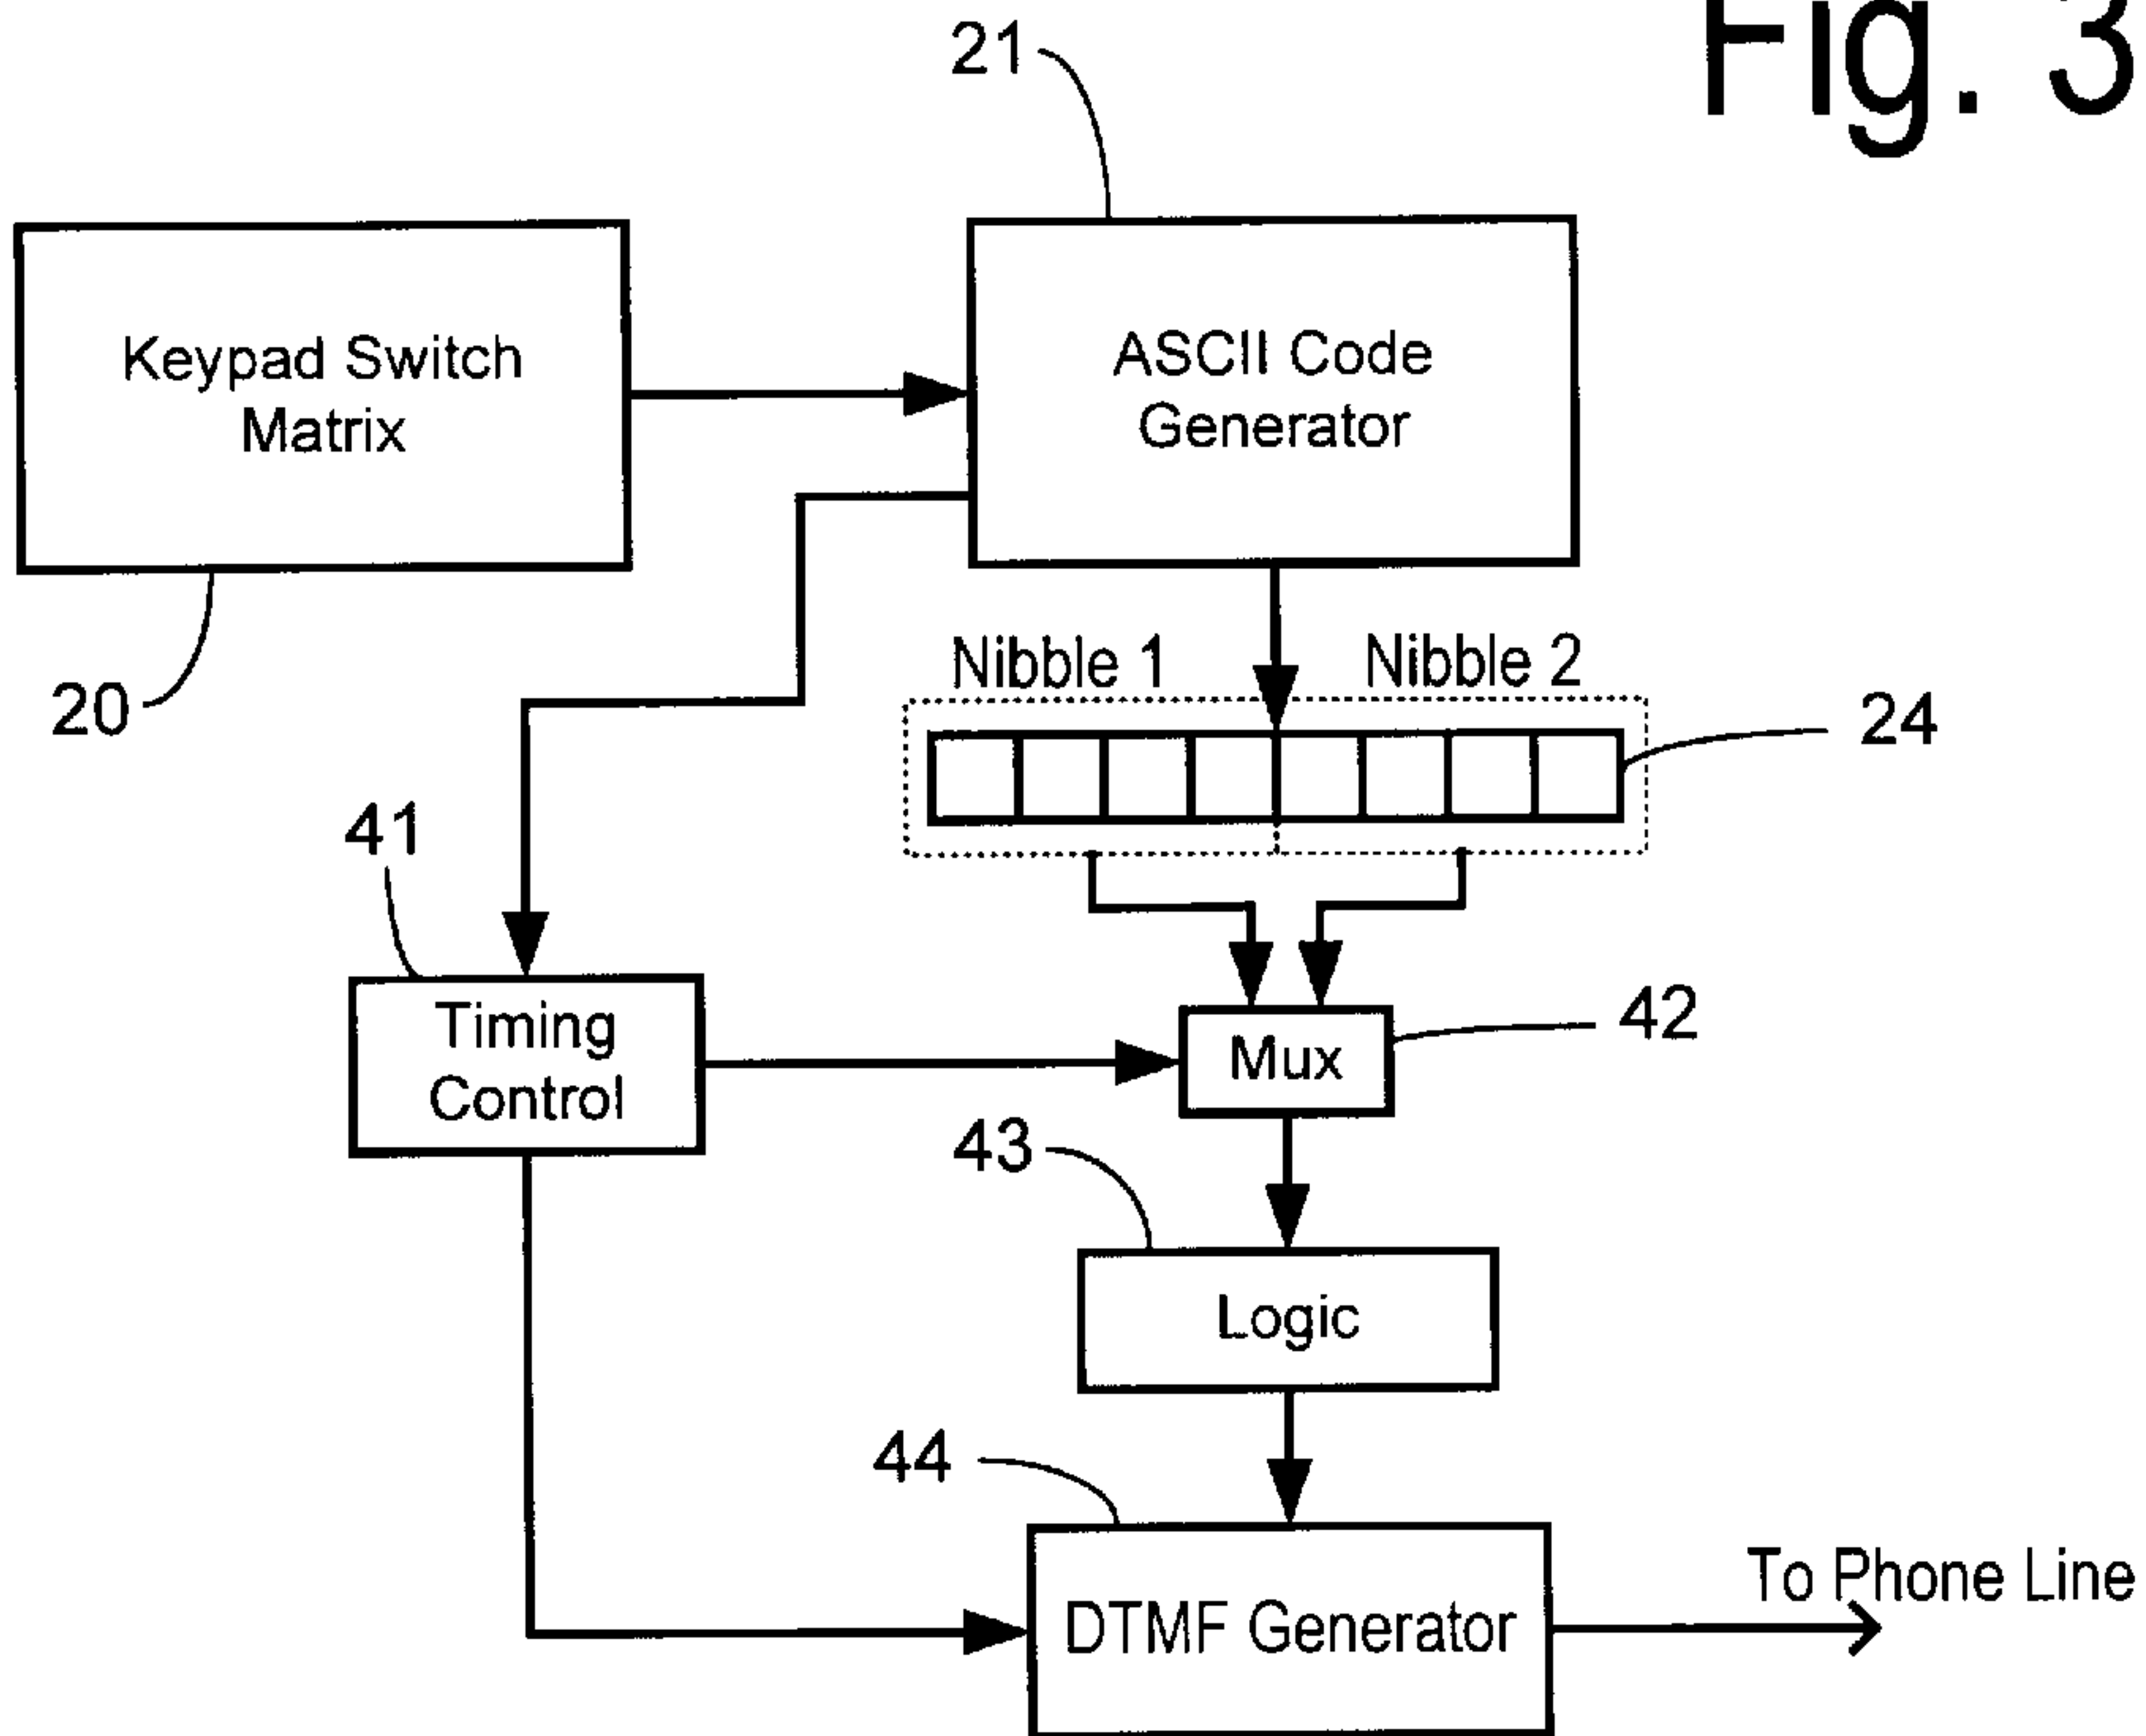 Fig. 3
21
Keypad Switch
Matrix
ASCII Code
Generator
20
Nibble 1
Nibble 2
24
41
Timing
Control
Mux
42
43
Logic
44
DTMF Generator
To Phone Line